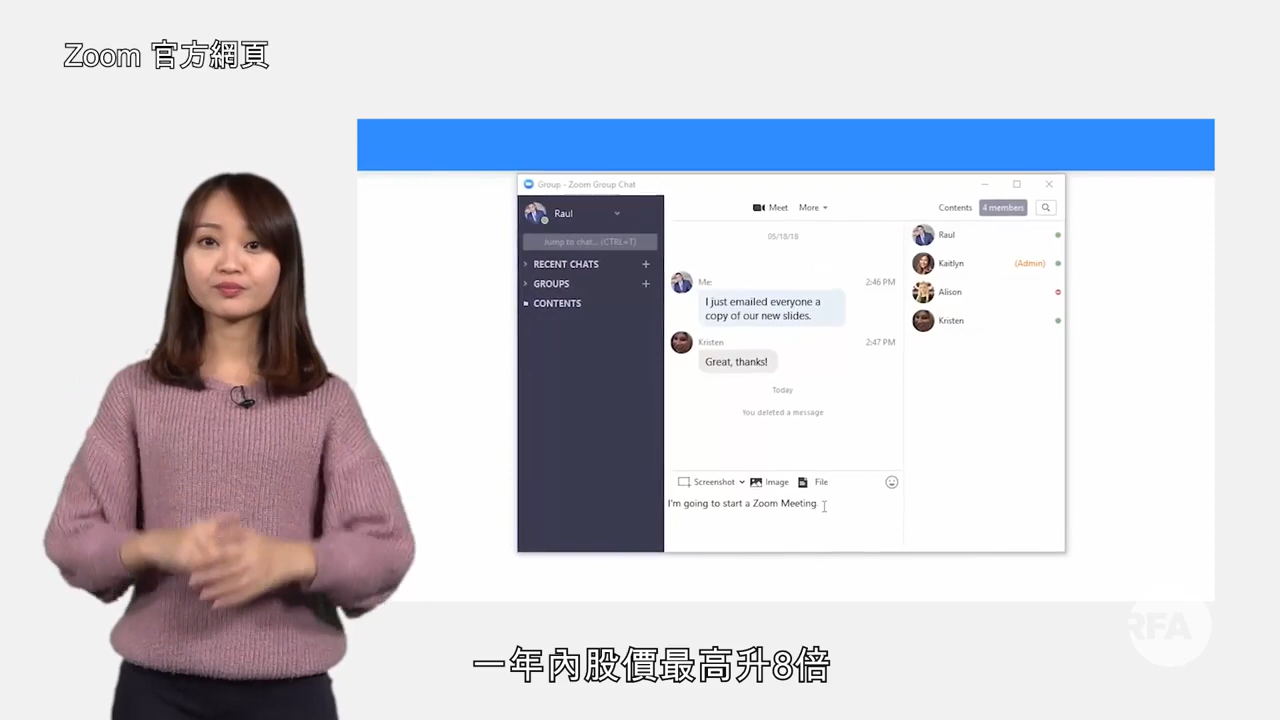 Zoom 官方網頁
Group - Zoom Group Chat
Raul
Jump to chat... (CTRL+T)
RECENT CHATS
GROUPS
CONTENTS
Meet More
Contents 4 members
05/18/18
Me: 2:46 PM
I just emailed everyone a
copy of our new slides.
Kristen 2:47 PM
Great, thanks!
Today
You deleted a message
Screenshot Image File
I'm going to start a Zoom Meeting
Raul
Kaitlyn (Admin)
Alison
Kristen
RFA
一年內股價最高升8倍